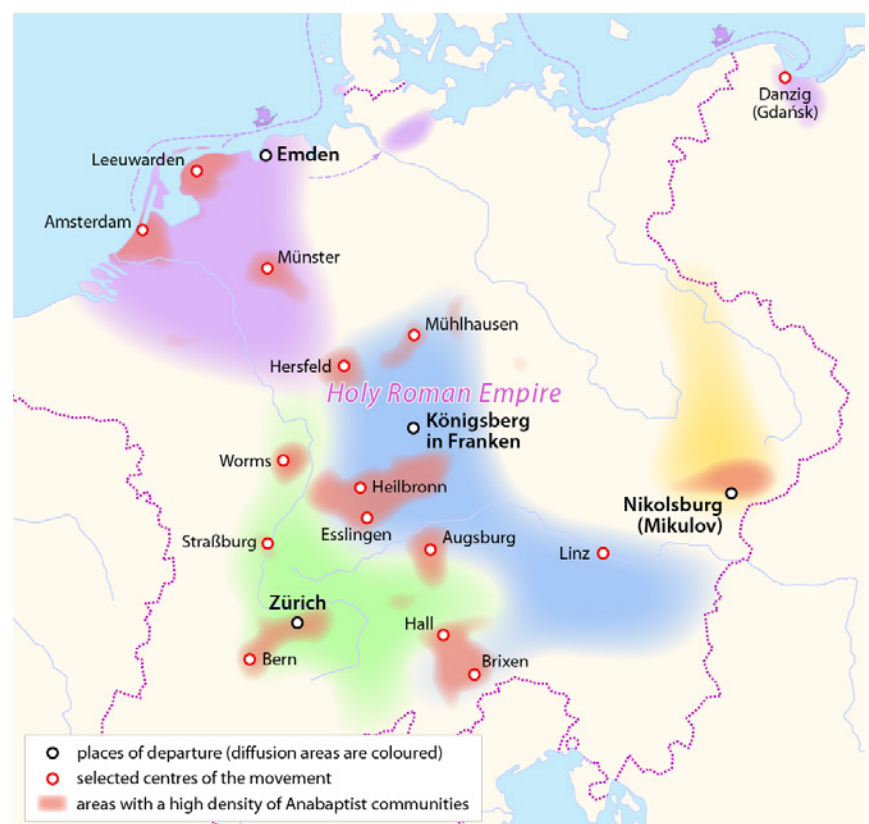 Danzig
(Gdańsk)
Leeuwarden
Emden
Amsterdam
Münster
Mühlhausen
Hersfeld
Holy Roman Empire
Königsberg
in Franken
Worms
Heilbronn
Nikolsburg
(Mikulov)
Esslingen
Straßburg
Augsburg
Linz
Zürich
Hall
Bern
Brixen
places of departure (diffusion areas are coloured)
selected centres of the movement
areas with a high density of Anabaptist communities